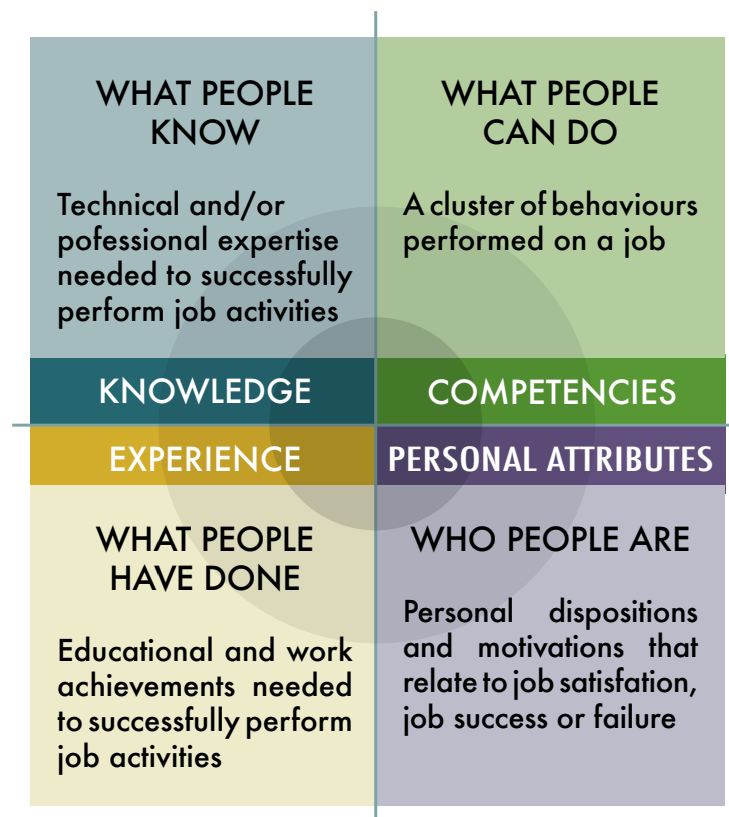 WHAT PEOPLE
KNOW
Technical and/or
pofessional expertise
needed to successfully
perform job activities
KNOWLEDGE
WHAT PEOPLE
CAN DO
A cluster of behaviours
performed on a job
COMPETENCIES
EXPERIENCE
WHAT PEOPLE
HAVE DONE
Educational and work
achievements needed
to successfully perform
job activities
PERSONAL ATTRIBUTES
WHO PEOPLE ARE
Personal dispositions
and motivations that
relate to job satisfation,
job success or failure